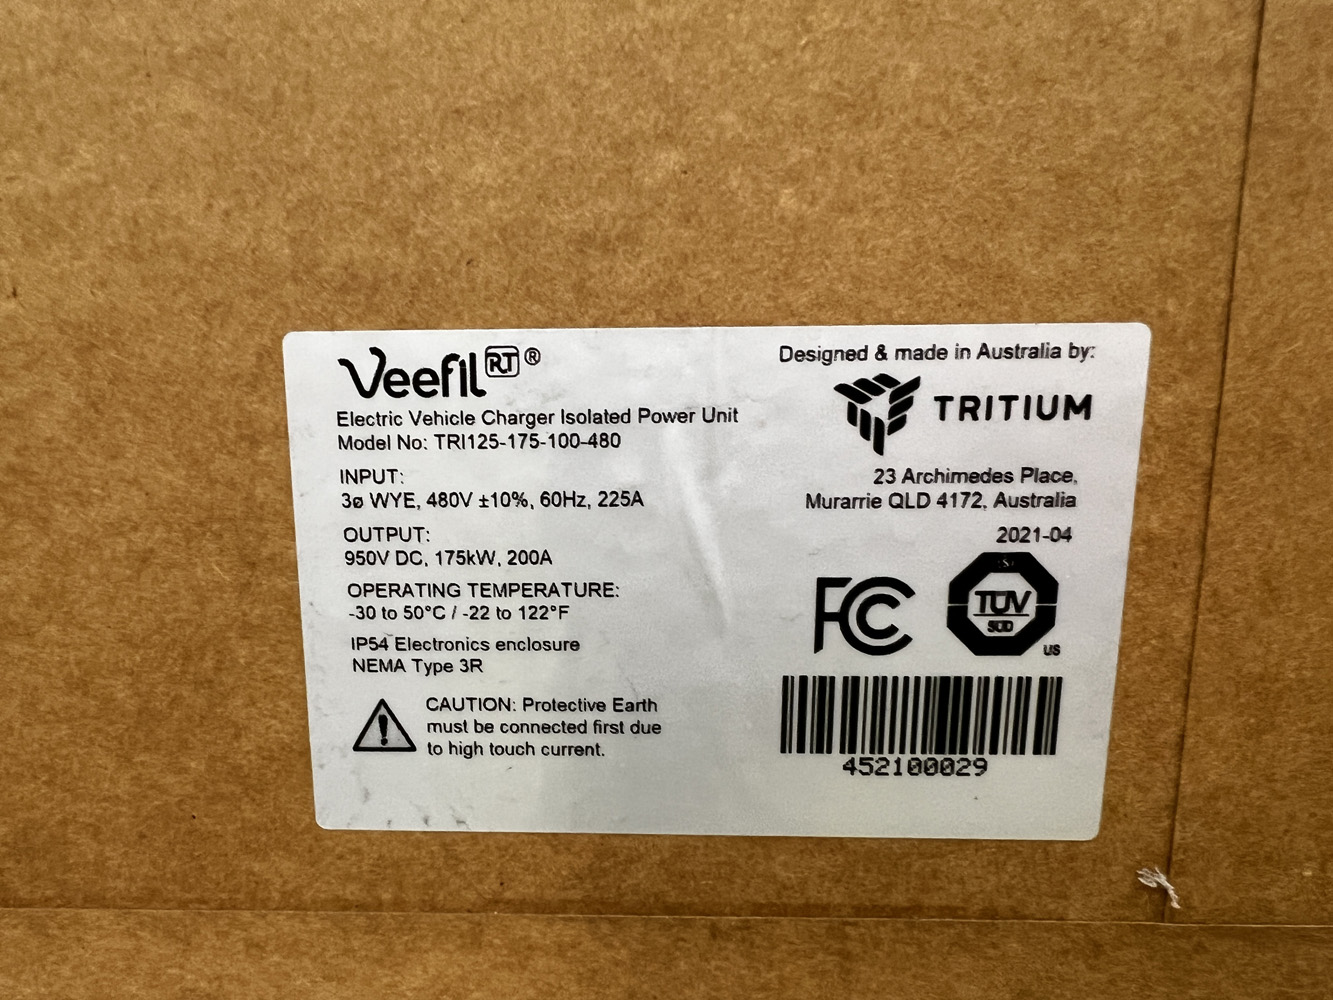 Veefil RT®
Electric Vehicle Charger Isolated Power Unit
Model No: TRI125-175-100-480
INPUT:
3ø WYE, 480V ±10%, 60Hz, 225A
OUTPUT:
950V DC, 175kW, 200A
OPERATING TEMPERATURE:
-30 to 50°C / -22 to 122°F
IP54 Electronics enclosure
NEMA Type 3R
CAUTION: Protective Earth
must be connected first due
to high touch current.
Designed & made in Australia by:
TRITIUM
23 Archimedes Place,
Murarrie QLD 4172, Australia
2021-04
FC
TUV
SUD
US
452100029